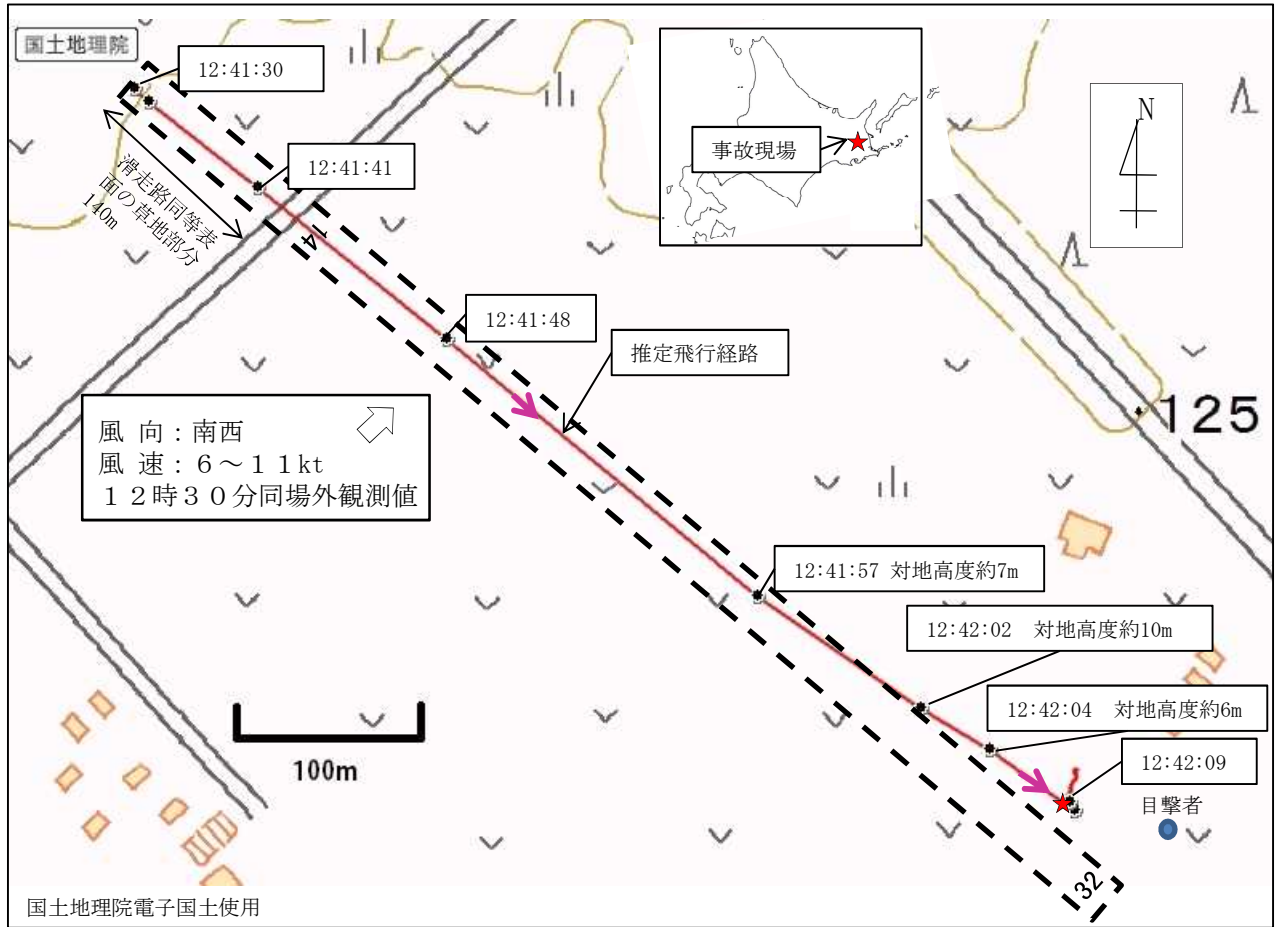 国土地理院
12:41:30
N
事故現場
12:41:41
滑走路同等表
面の草地部分
140m
14
12:41:48
推定飛行経路
125
風 向：南西
風 速：６～１１kt
１２時３０分同場外観測値
12:41:57 対地高度約7m
12:42:02 対地高度約10m
12:42:04 対地高度約6m
12:42:09
100m
目撃者
32
国土地理院電子国土使用